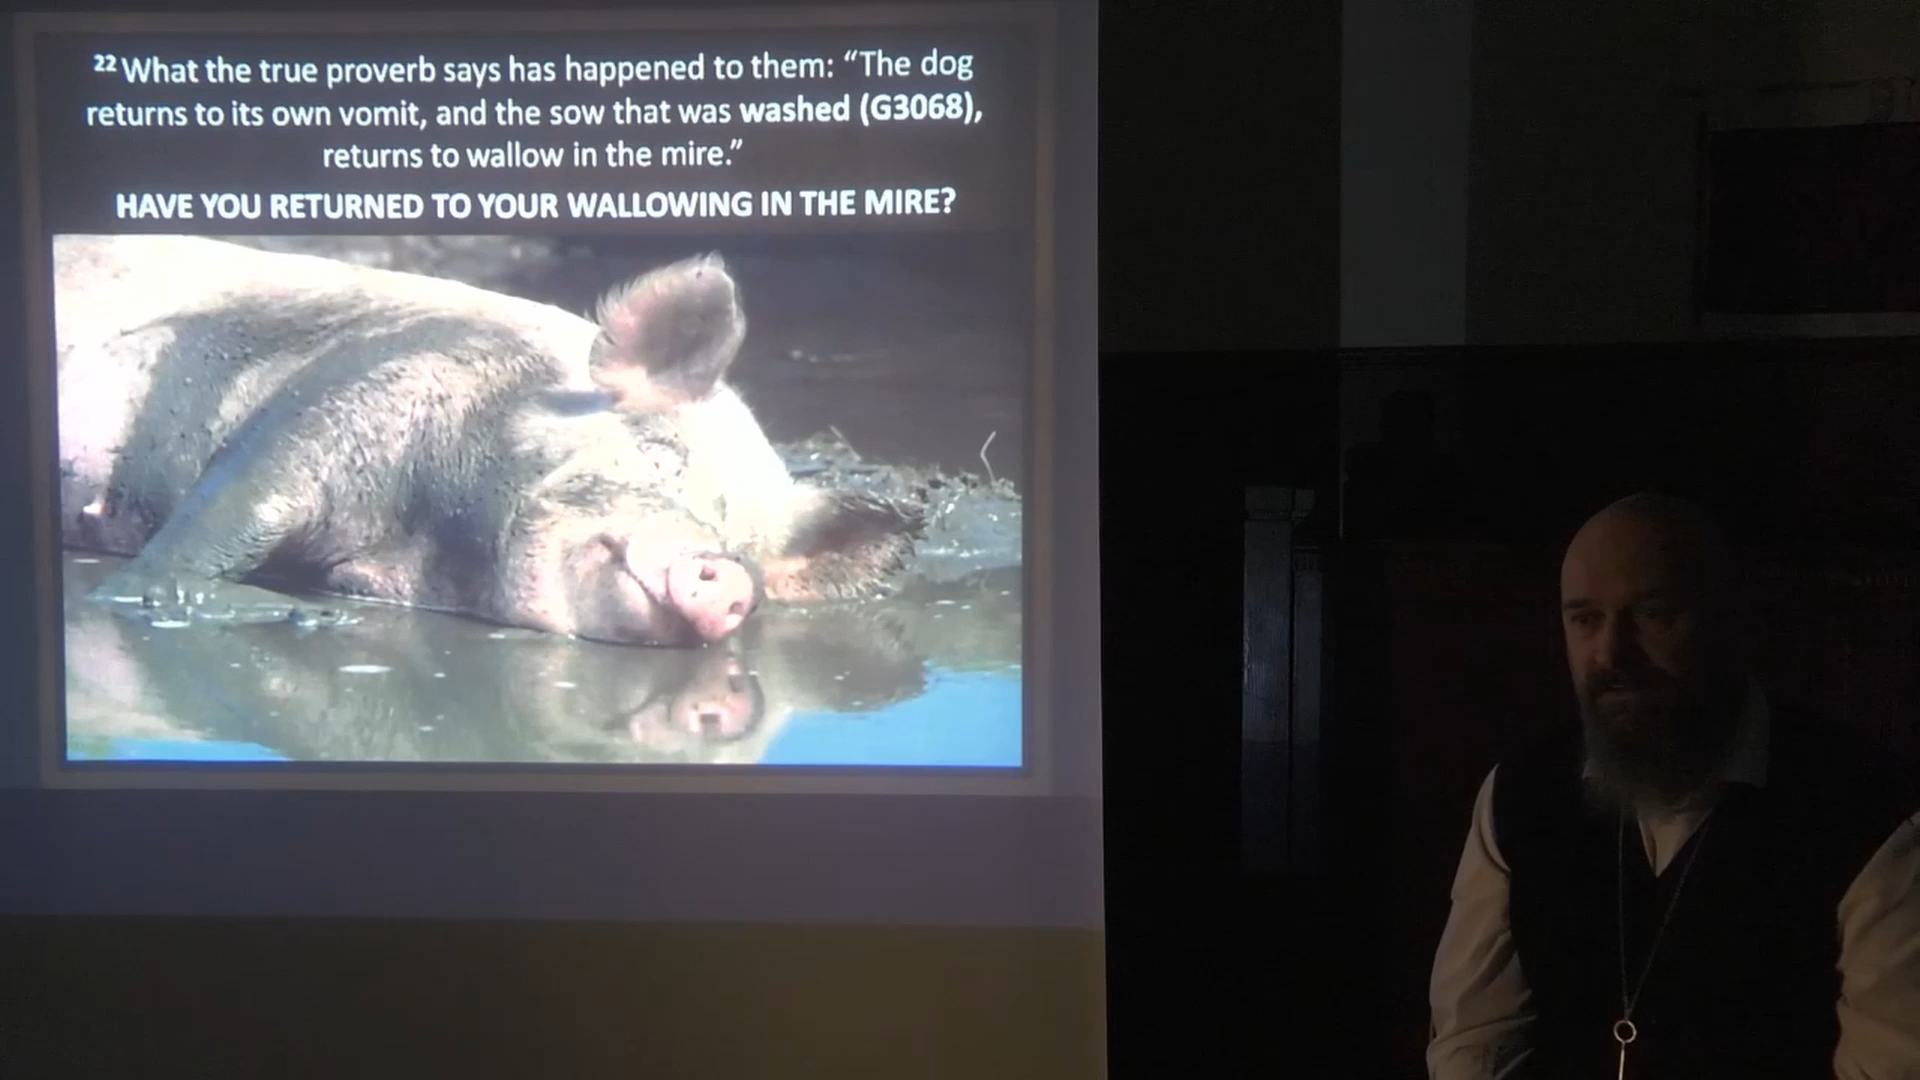 22 What the true proverb says has happened to them: “The dog
returns to its own vomit, and the sow that was washed (G3068),
returns to wallow in the mire.”
HAVE YOU RETURNED TO YOUR WALLOWING IN THE MIRE?